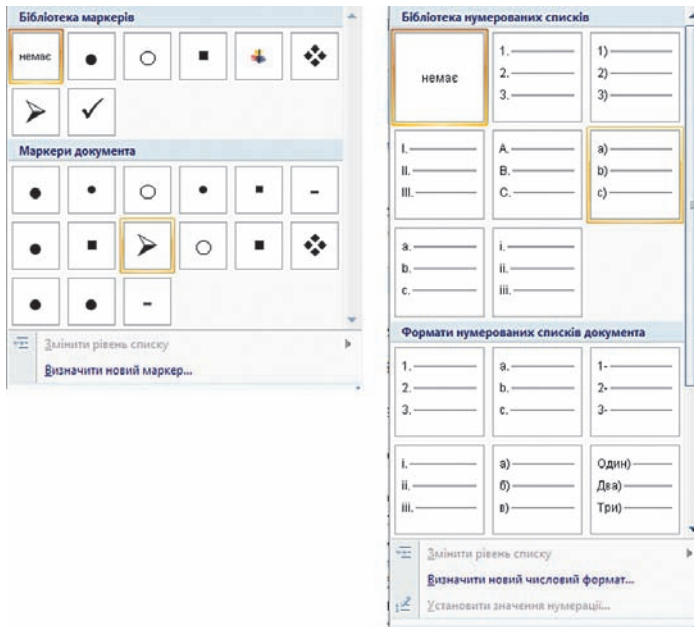 Бібліотека маркерів
немає
Маркери документа
Змінити рівень списку
Визначити новий маркер...
Бібліотека нумерованих списків
немає
1.
2.
3.
1)
2)
3)
I.
II.
III.
A.
B.
C.
a)
b)
c)
a.
b.
c.
i.
ii.
iii.
Формати нумерованих списків документа
1.
2.
3.
a.
b.
c.
1-
2-
3-
i.
ii.
iii.
а)
б)
в)
Один)
Два)
Три)
Змінити рівень списку
Визначити новий числовий формат...
Установити значення нумерації...